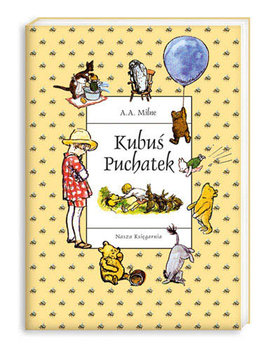 A.A. Milne
Kubuś
Puchatek
Nasza Księgarnia